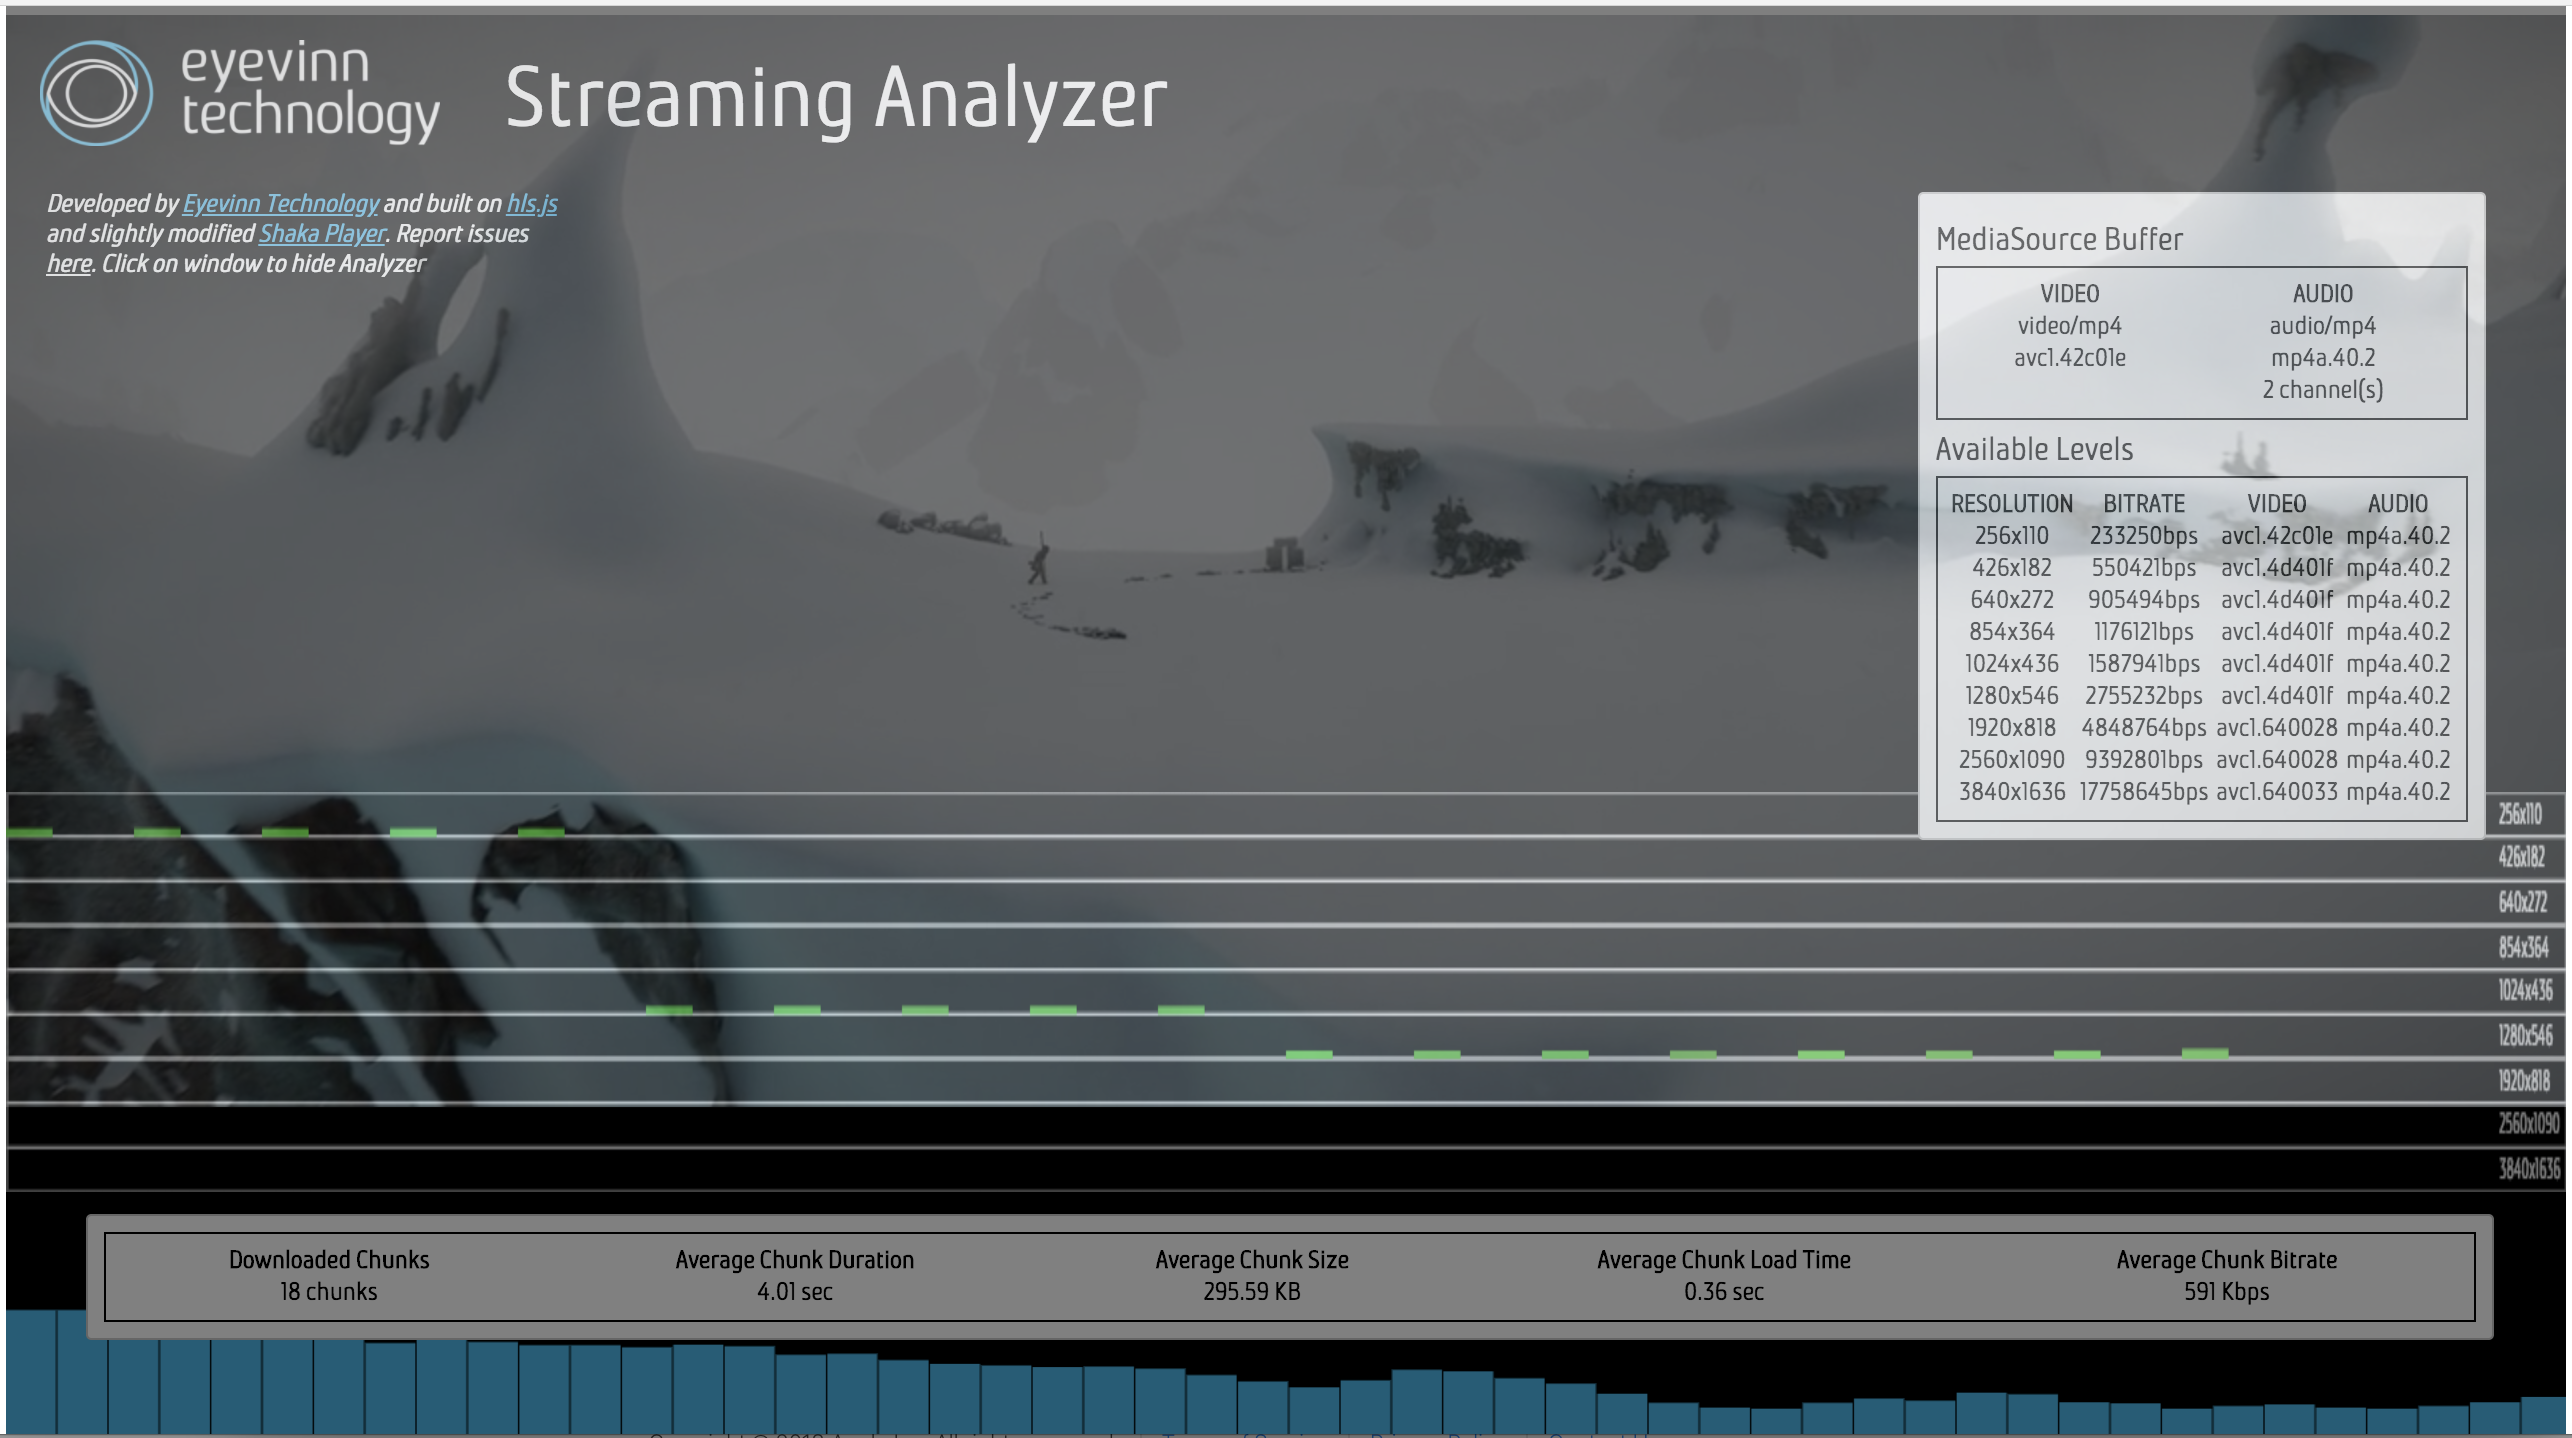 eyevinn
technology
Streaming Analyzer
Developed by Eyevinn Technology and built on hls.js
and slightly modified Shaka Player. Report issues
here. Click on window to hide Analyzer
MediaSource Buffer
VIDEO AUDIO
video/mp4 audio/mp4
avc1.42c01e mp4a.40.2
2 channel(s)
Available Levels
RESOLUTION BITRATE VIDEO AUDIO
256x110 233250bps avc1.42c01e mp4a.40.2
426x182 550421bps avc1.4d401f mp4a.40.2
640x272 905494bps avc1.4d401f mp4a.40.2
854x364 1176121bps avc1.4d401f mp4a.40.2
1024x436 1587941bps avc1.4d401f mp4a.40.2
1280x546 2755232bps avc1.4d401f mp4a.40.2
1920x818 4848764bps avc1.640028 mp4a.40.2
2560x1090 9392801bps avc1.640028 mp4a.40.2
3840x1636 17758645bps avc1.640033 mp4a.40.2
256x110
426x182
640x272
854x364
1024x436
1280x546
1920x818
2560x1090
3840x1636
Downloaded Chunks Average Chunk Duration Average Chunk Size Average Chunk Load Time Average Chunk Bitrate
18 chunks 4.01 sec 295.59 KB 0.36 sec 591 Kbps